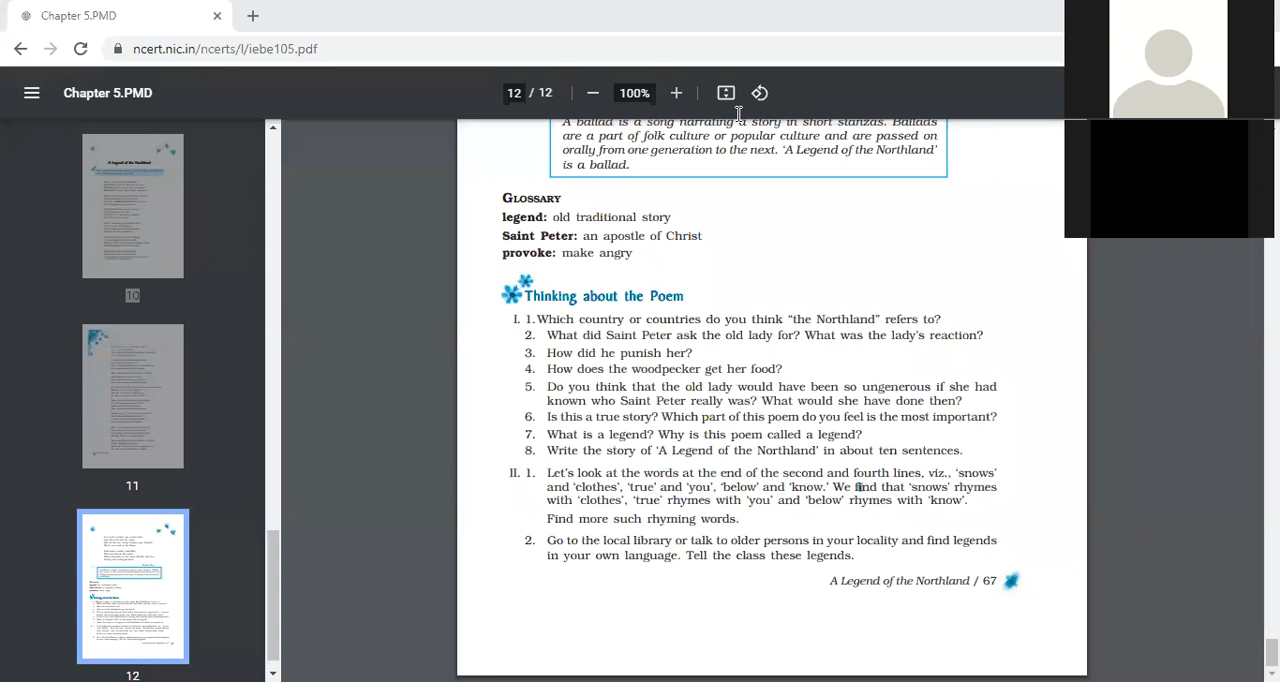 Chapter 5.PMD
ncert.nic.in/ncerts/l/iebe105.pdf
Chapter 5.PMD
12 / 12
100%
A ballad is a song narrating a story in short stanzas. Ballads
are a part of folk culture or popular culture and are passed on
orally from one generation to the next. 'A Legend of the Northland'
is a ballad.
GLOSSARY
legend: old traditional story
Saint Peter: an apostle of Christ
provoke: make angry
Thinking about the Poem
I. 1.Which country or countries do you think "the Northland" refers to?
2. What did Saint Peter ask the old lady for? What was the lady's reaction?
3. How did he punish her?
4. How does the woodpecker get her food?
5. Do you think that the old lady would have been so ungenerous if she had
known who Saint Peter really was? What would she have done then?
6. Is this a true story? Which part of this poem do you feel is the most important?
7. What is a legend? Why is this poem called a legend?
8. Write the story of 'A Legend of the Northland' in about ten sentences.
II. 1. Let's look at the words at the end of the second and fourth lines, viz., 'snows'
and 'clothes', 'true' and 'you', 'below' and 'know.' We find that 'snows' rhymes
with 'clothes', 'true' rhymes with 'you' and 'below' rhymes with 'know'.
Find more such rhyming words.
2. Go to the local library or talk to older persons in your locality and find legends
in your own language. Tell the class these legends.
A Legend of the Northland / 67
A Legend of the Northland
10
11
12